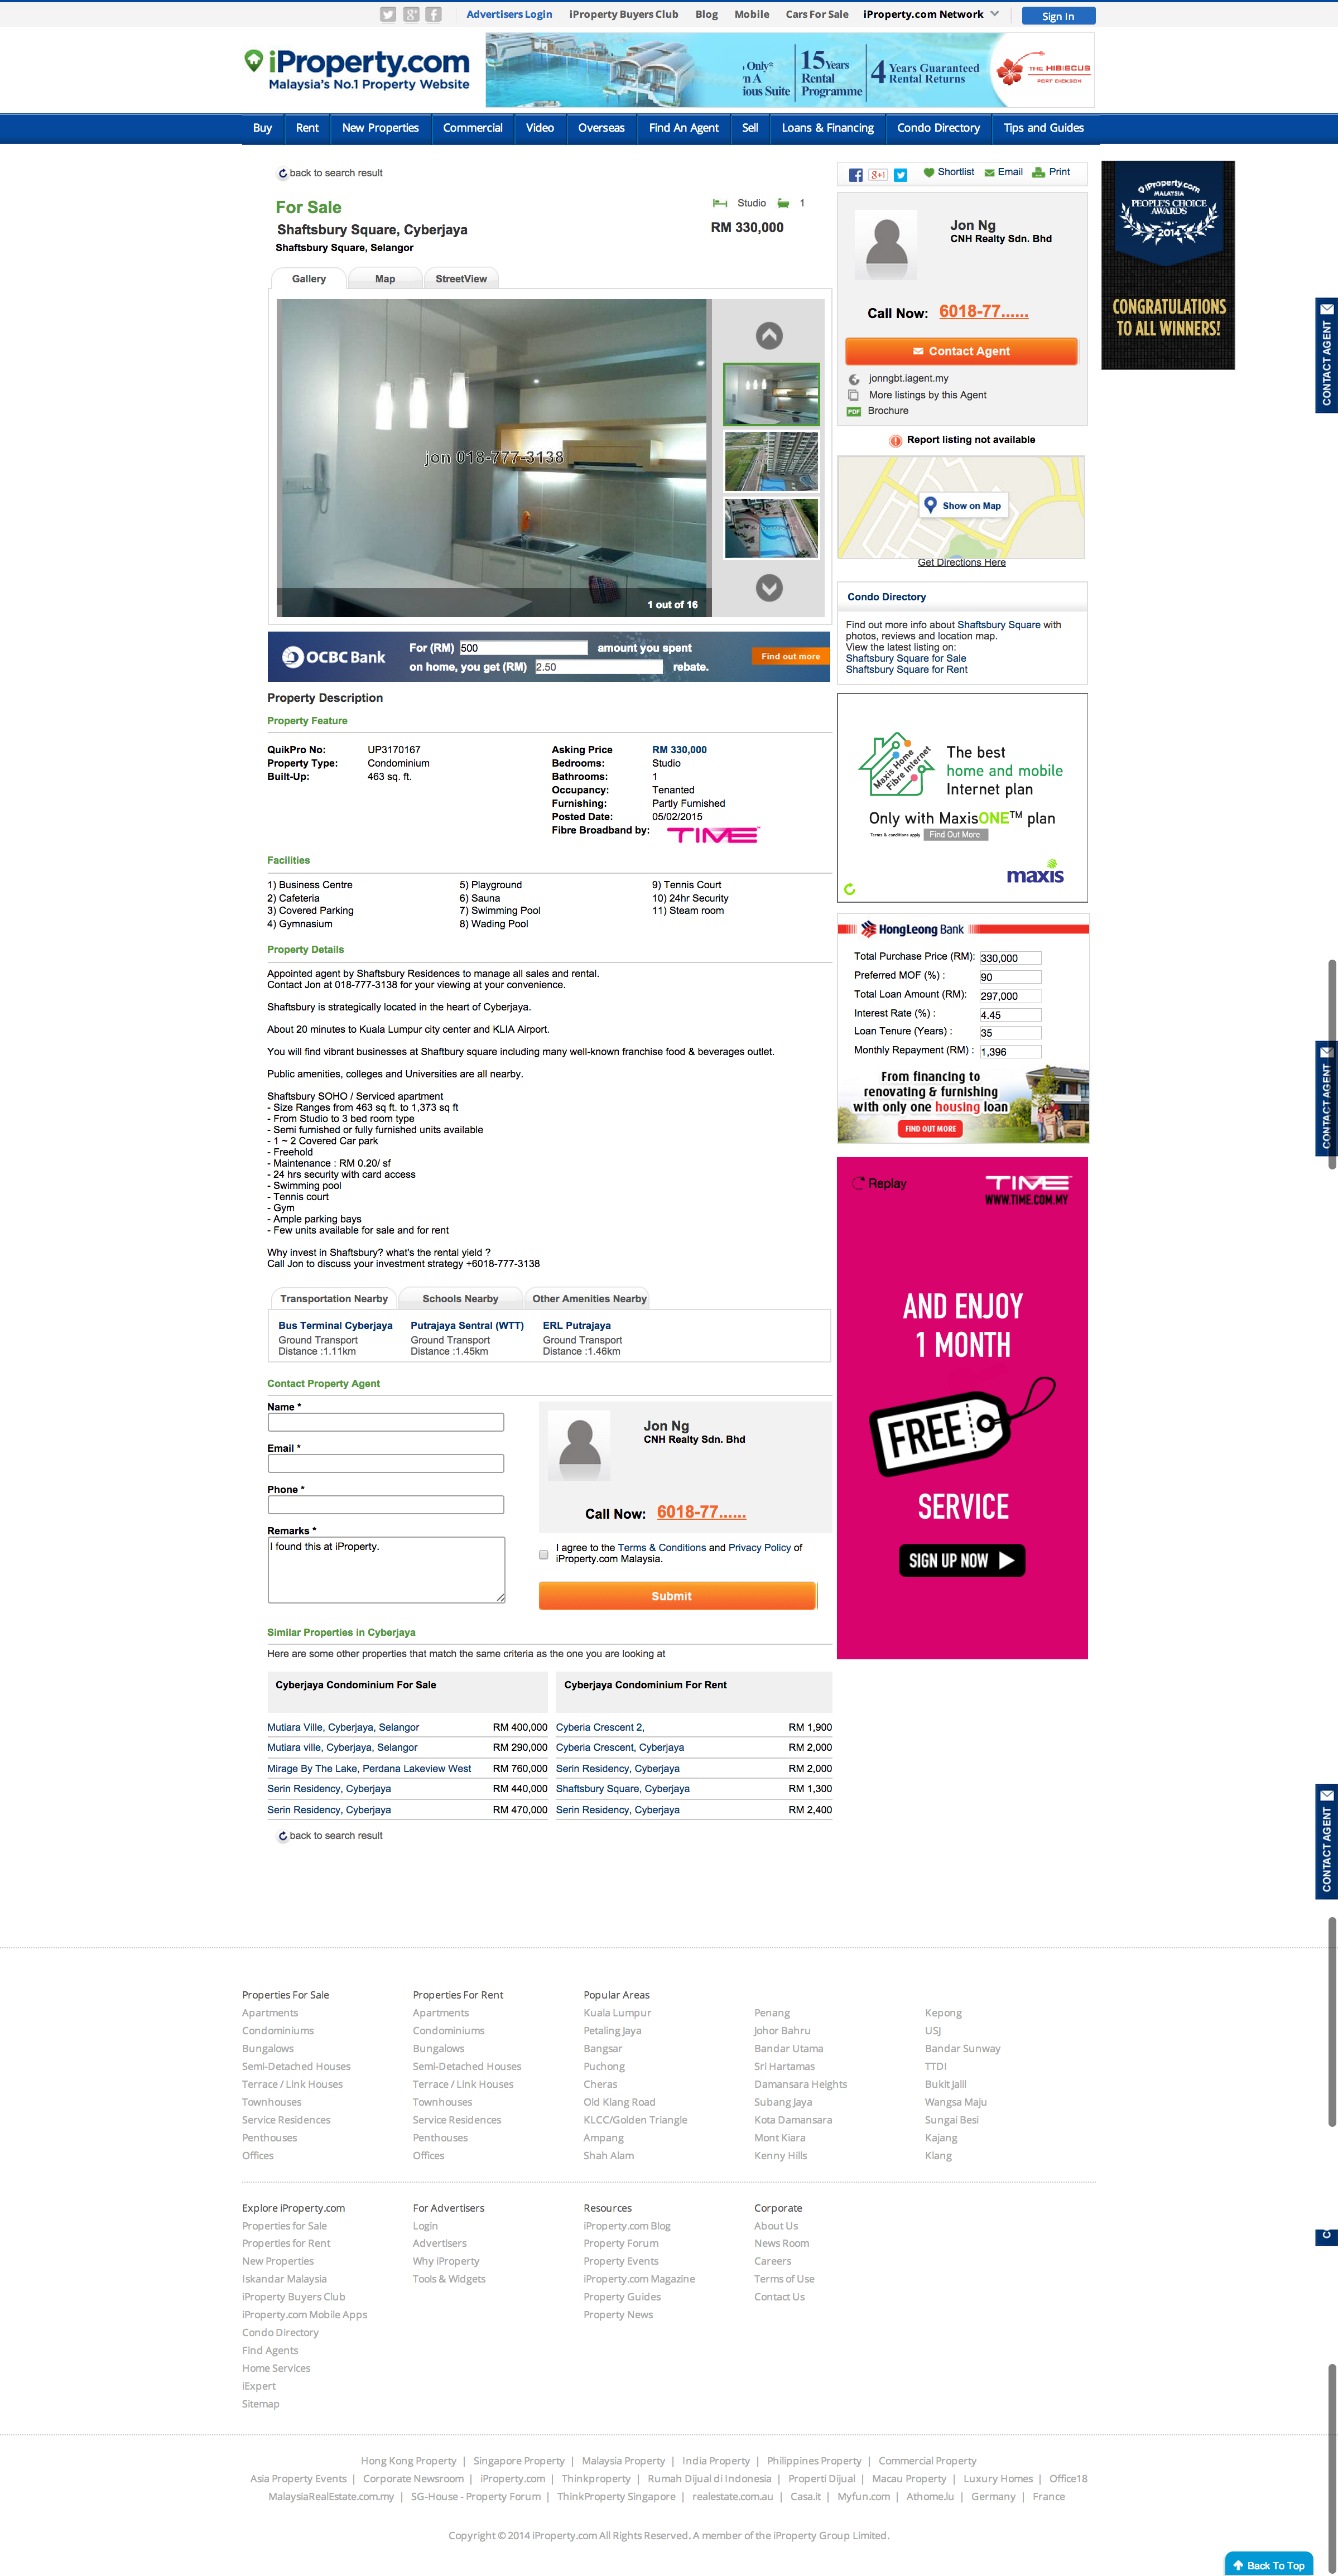 Advertisers Login iProperty Buyers Club Blog Mobile Cars For Sale iProperty.com Network Sign In
iProperty.com
Malaysia's No.1 Property Website
Only*
ious Suite
15Years
Rental
Programme
4 Years Guaranteed
Rental Returns
THE HIBISCUS
PORT DICKSON
Buy Rent New Properties Commercial Video Overseas Find An Agent Sell Loans & Financing Condo Directory Tips and Guides
back to search result
For Sale
Studio 1
Shaftsbury Square, Cyberjaya
RM 330,000
Shaftsbury Square, Selangor
Gallery Map StreetView
jon 018-777-3138
1 out of 16
OCBC Bank
For (RM) 500 amount you spent
on home, you get (RM) 2.50 rebate.
Find out more
Property Description
Property Feature
QuikPro No: UP3170167
Property Type: Condominium
Built-Up: 463 sq. ft.
Asking Price RM 330,000
Bedrooms: Studio
Bathrooms: 1
Occupancy: Tenanted
Furnishing: Partly Furnished
Posted Date: 05/02/2015
Fibre Broadband by: TIME
Facilities
1) Business Centre
2) Cafeteria
3) Covered Parking
4) Gymnasium
5) Playground
6) Sauna
7) Swimming Pool
8) Wading Pool
9) Tennis Court
10) 24hr Security
11) Steam room
Property Details
Appointed agent by Shaftsbury Residences to manage all sales and rental.
Contact Jon at 018-777-3138 for your viewing at your convenience.
Shaftsbury is strategically located in the heart of Cyberjaya.
About 20 minutes to Kuala Lumpur city center and KLIA Airport.
You will find vibrant businesses at Shaftbury square including many well-known franchise food & beverages outlet.
Public amenities, colleges and Universities are all nearby.
Shaftsbury SOHO / Serviced apartment
- Size Ranges from 463 sq ft. to 1,373 sq ft
- From Studio to 3 bed room type
- Semi furnished or fully furnished units available
- 1 ~ 2 Covered Car park
- Freehold
- Maintenance : RM 0.20/ sf
- 24 hrs security with card access
- Swimming pool
- Tennis court
- Gym
- Ample parking bays
- Few units available for sale and for rent
Why invest in Shaftsbury? what's the rental yield ?
Call Jon to discuss your investment strategy +6018-777-3138
Transportation Nearby Schools Nearby Other Amenities Nearby
Bus Terminal Cyberjaya Putrajaya Sentral (WTT) ERL Putrajaya
Ground Transport Ground Transport Ground Transport
Distance :1.11km Distance :1.45km Distance :1.46km
Contact Property Agent
Name *
Email *
Phone *
Remarks *
I found this at iProperty.
Jon Ng
CNH Realty Sdn. Bhd
Call Now: 6018-77......
I agree to the Terms & Conditions and Privacy Policy of
iProperty.com Malaysia.
Submit
Similar Properties in Cyberjaya
Here are some other properties that match the same criteria as the one you are looking at
Cyberjaya Condominium For Sale
Mutiara Ville, Cyberjaya, Selangor RM 400,000
Mutiara ville, Cyberjaya, Selangor RM 290,000
Mirage By The Lake, Perdana Lakeview West RM 760,000
Serin Residency, Cyberjaya RM 440,000
Serin Residency, Cyberjaya RM 470,000
Cyberjaya Condominium For Rent
Cyberia Crescent 2, RM 1,900
Cyberia Crescent, Cyberjaya RM 2,000
Serin Residency, Cyberjaya RM 2,000
Shaftsbury Square, Cyberjaya RM 1,300
Serin Residency, Cyberjaya RM 2,400
back to search result
g+1 Shortlist Email Print
Jon Ng
CNH Realty Sdn. Bhd
Call Now: 6018-77......
Contact Agent
jonngbt.iagent.my
More listings by this Agent
PDF Brochure
Report listing not available
Show on Map
Get Directions Here
Condo Directory
Find out more info about Shaftsbury Square with
photos, reviews and location map.
View the latest listing on:
Shaftsbury Square for Sale
Shaftsbury Square for Rent
Maxis Home
Fibre Internet
The best
home and mobile
Internet plan
Only with MaxisONE™ plan
Terms & conditions apply Find Out More
maxis
HongLeong Bank
Total Purchase Price (RM): 330,000
Preferred MOF (%) : 90
Total Loan Amount (RM): 297,000
Interest Rate (%) : 4.45
Loan Tenure (Years) : 35
Monthly Repayment (RM) : 1,396
From financing to
renovating & furnishing
with only one housing loan
FIND OUT MORE
Replay
TIME
WWW.TIME.COM.MY
AND ENJOY
1 MONTH
FREE
SERVICE
SIGN UP NOW
iProperty.com
MALAYSIA
PEOPLE'S CHOICE
AWARDS
2014
CONGRATULATIONS
TO ALL WINNERS!
CONTACT AGENT
CONTACT AGENT
CONTACT AGENT
Properties For Sale
Apartments
Condominiums
Bungalows
Semi-Detached Houses
Terrace / Link Houses
Townhouses
Service Residences
Penthouses
Offices
Properties For Rent
Apartments
Condominiums
Bungalows
Semi-Detached Houses
Terrace / Link Houses
Townhouses
Service Residences
Penthouses
Offices
Popular Areas
Kuala Lumpur
Petaling Jaya
Bangsar
Puchong
Cheras
Old Klang Road
KLCC/Golden Triangle
Ampang
Shah Alam
Penang
Johor Bahru
Bandar Utama
Sri Hartamas
Damansara Heights
Subang Jaya
Kota Damansara
Mont Kiara
Kenny Hills
Kepong
USJ
Bandar Sunway
TTDI
Bukit Jalil
Wangsa Maju
Sungai Besi
Kajang
Klang
Explore iProperty.com
Properties for Sale
Properties for Rent
New Properties
Iskandar Malaysia
iProperty Buyers Club
iProperty.com Mobile Apps
Condo Directory
Find Agents
Home Services
iExpert
Sitemap
For Advertisers
Login
Advertisers
Why iProperty
Tools & Widgets
Resources
iProperty.com Blog
Property Forum
Property Events
iProperty.com Magazine
Property Guides
Property News
Corporate
About Us
News Room
Careers
Terms of Use
Contact Us
Hong Kong Property | Singapore Property | Malaysia Property | India Property | Philippines Property | Commercial Property
Asia Property Events | Corporate Newsroom | iProperty.com | Thinkproperty | Rumah Dijual di Indonesia | Properti Dijual | Macau Property | Luxury Homes | Office18
MalaysiaRealEstate.com.my | SG-House - Property Forum | ThinkProperty Singapore | realestate.com.au | Casa.it | Myfun.com | Athome.lu | Germany | France
Copyright © 2014 iProperty.com All Rights Reserved. A member of the iProperty Group Limited.
Back To Top